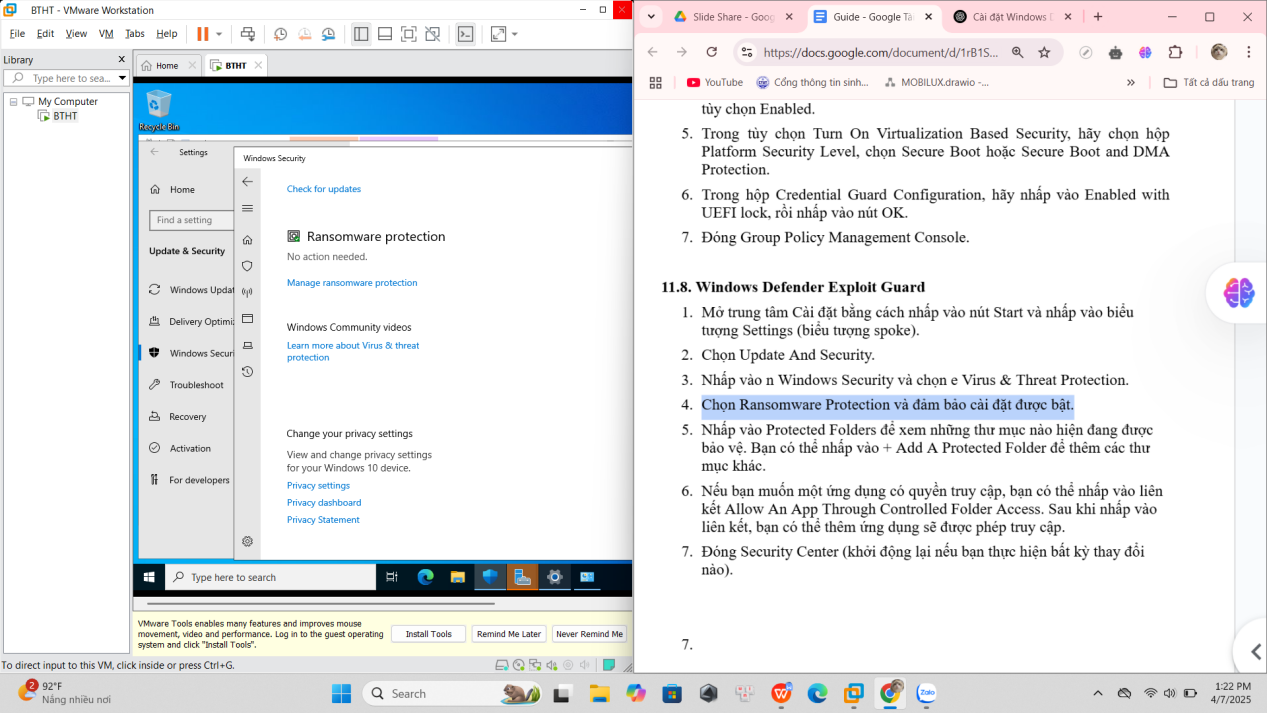 BTHT - VMware Workstation
File Edit View VM Tabs Help
Library
Type here to sea...
My Computer
BTHT
Home
BTHT
Recycle Bin
Settings
Home
Find a setting
Update & Security
Windows Updat
Delivery Optimi
Windows Securi
Troubleshoot
Recovery
Activation
For developers
Windows Security
Check for updates
Ransomware protection
No action needed.
Manage ransomware protection
Windows Community videos
Learn more about Virus & threat
protection
Change your privacy settings
View and change privacy settings
for your Windows 10 device.
Privacy settings
Privacy dashboard
Privacy Statement
Type here to search
VMware Tools enables many features and improves mouse
movement, video and performance. Log in to the guest operating
system and click "Install Tools".
Install Tools
Remind Me Later
Never Remind Me
To direct input to this VM, click inside or press Ctrl+G.
Slide Share - Goog
Guide - Google Tà
Cài đặt Windows D
https://docs.google.com/document/d/1rB1S...
YouTube
Cổng thông tin sinh...
MOBILUX.drawio -...
Tất cả dấu trang
tùy chọn Enabled.
5. Trong tùy chọn Turn On Virtualization Based Security, hãy chọn hộp
Platform Security Level, chọn Secure Boot hoặc Secure Boot and DMA
Protection.
6. Trong hộp Credential Guard Configuration, hãy nhấp vào Enabled with
UEFI lock, rồi nhấp vào nút OK.
7. Đóng Group Policy Management Console.
11.8. Windows Defender Exploit Guard
1. Mở trung tâm Cài đặt bằng cách nhấp vào nút Start và nhấp vào biểu
tượng Settings (biểu tượng spoke).
2. Chọn Update And Security.
3. Nhấp vào n Windows Security và chọn e Virus & Threat Protection.
4. Chọn Ransomware Protection và đảm bảo cài đặt được bật.
5. Nhấp vào Protected Folders để xem những thư mục nào hiện đang được
bảo vệ. Bạn có thể nhấp vào + Add A Protected Folder để thêm các thư
mục khác.
6. Nếu bạn muốn một ứng dụng có quyền truy cập, bạn có thể nhấp vào liên
kết Allow An App Through Controlled Folder Access. Sau khi nhấp vào
liên kết, bạn có thể thêm ứng dụng sẽ được phép truy cập.
7. Đóng Security Center (khởi động lại nếu bạn thực hiện bất kỳ thay đổi
nào).
7.
2
92°F
Nắng nhiều nơi
Search
Zalo
1:22 PM
4/7/2025